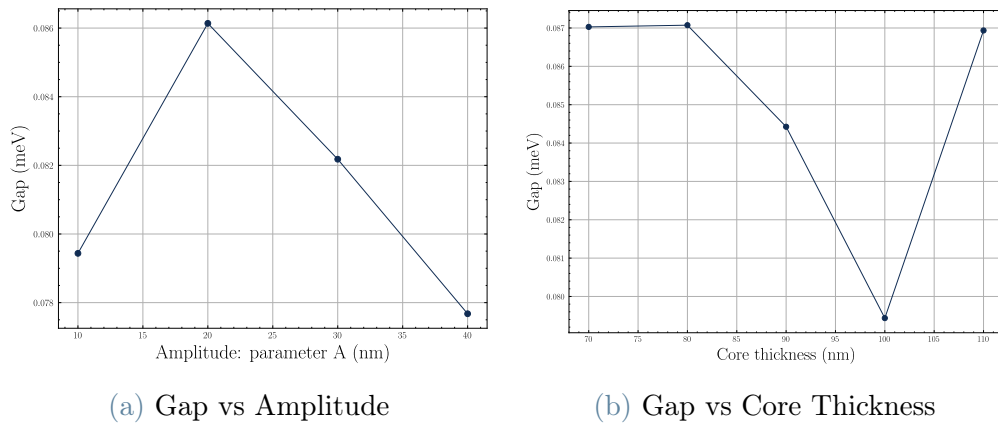 0.086
0.084
0.082
0.080
0.078
Gap (meV)
10 15 20 25 30 35 40
Amplitude: parameter A (nm)
(a) Gap vs Amplitude
0.087
0.086
0.085
0.084
0.083
0.082
0.081
0.080
Gap (meV)
70 75 80 85 90 95 100 105 110
Core thickness (nm)
(b) Gap vs Core Thickness